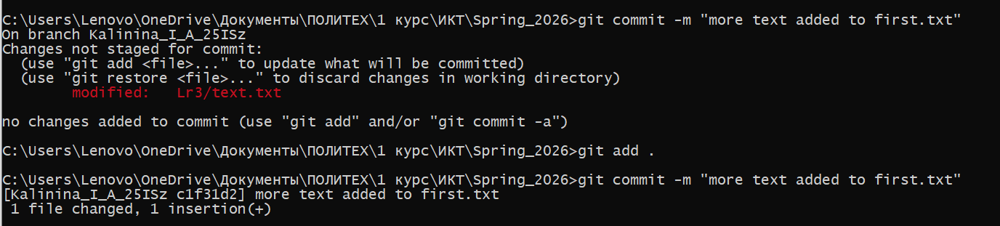 C:\Users\Lenovo\OneDrive\Документы\ПОЛИТЕХ\1 курс\ИКТ\Spring_2026>git commit -m "more text added to first.txt"
On branch Kalinina_I_A_25ISz
Changes not staged for commit:
  (use "git add <file>..." to update what will be committed)
  (use "git restore <file>..." to discard changes in working directory)
        modified:   Lr3/text.txt
no changes added to commit (use "git add" and/or "git commit -a")
C:\Users\Lenovo\OneDrive\Документы\ПОЛИТЕХ\1 курс\ИКТ\Spring_2026>git add .
C:\Users\Lenovo\OneDrive\Документы\ПОЛИТЕХ\1 курс\ИКТ\Spring_2026>git commit -m "more text added to first.txt"
[Kalinina_I_A_25ISz c1f31d2] more text added to first.txt
 1 file changed, 1 insertion(+)